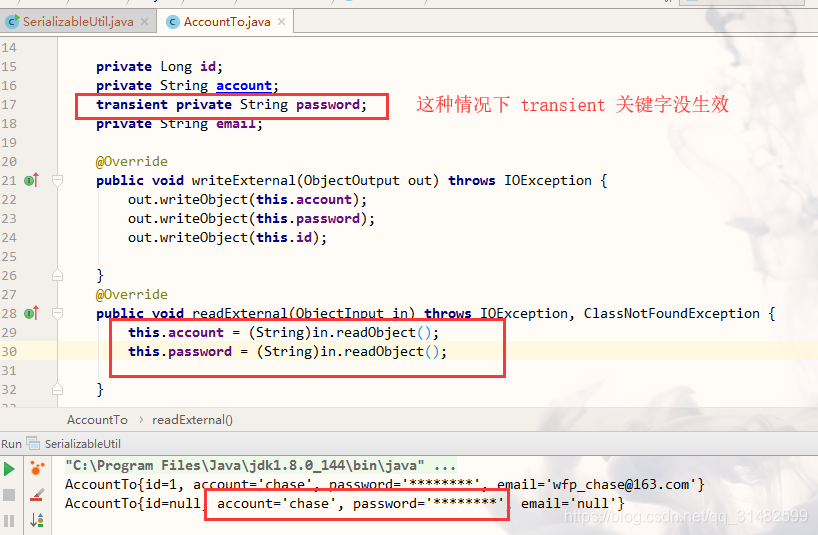 SerializableUtil.java × AccountTo.java ×
14
15 private Long id;
16 private String account;
17 transient private String password; 这种情况下 transient 关键字没生效
18 private String email;
19
20 @Override
21 public void writeExternal(ObjectOutput out) throws IOException {
22 out.writeObject(this.account);
23 out.writeObject(this.password);
24 out.writeObject(this.id);
25
26 }
27 @Override
28 public void readExternal(ObjectInput in) throws IOException, ClassNotFoundException {
29 this.account = (String)in.readObject();
30 this.password = (String)in.readObject();
31
32 }
AccountTo › readExternal()
Run SerializableUtil
"C:\Program Files\Java\jdk1.8.0_144\bin\java" ...
AccountTo{id=1, account='chase', password='********', email='wfp_chase@163.com'}
AccountTo{id=null, account='chase', password='********', email='null'}
https://blog.csdn.net/qq_31482599